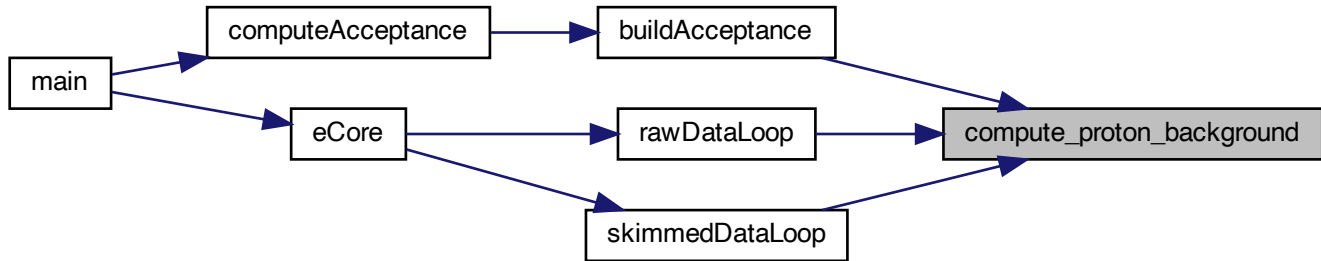 computeAcceptance
buildAcceptance
main
eCore
rawDataLoop
compute_proton_background
skimmedDataLoop